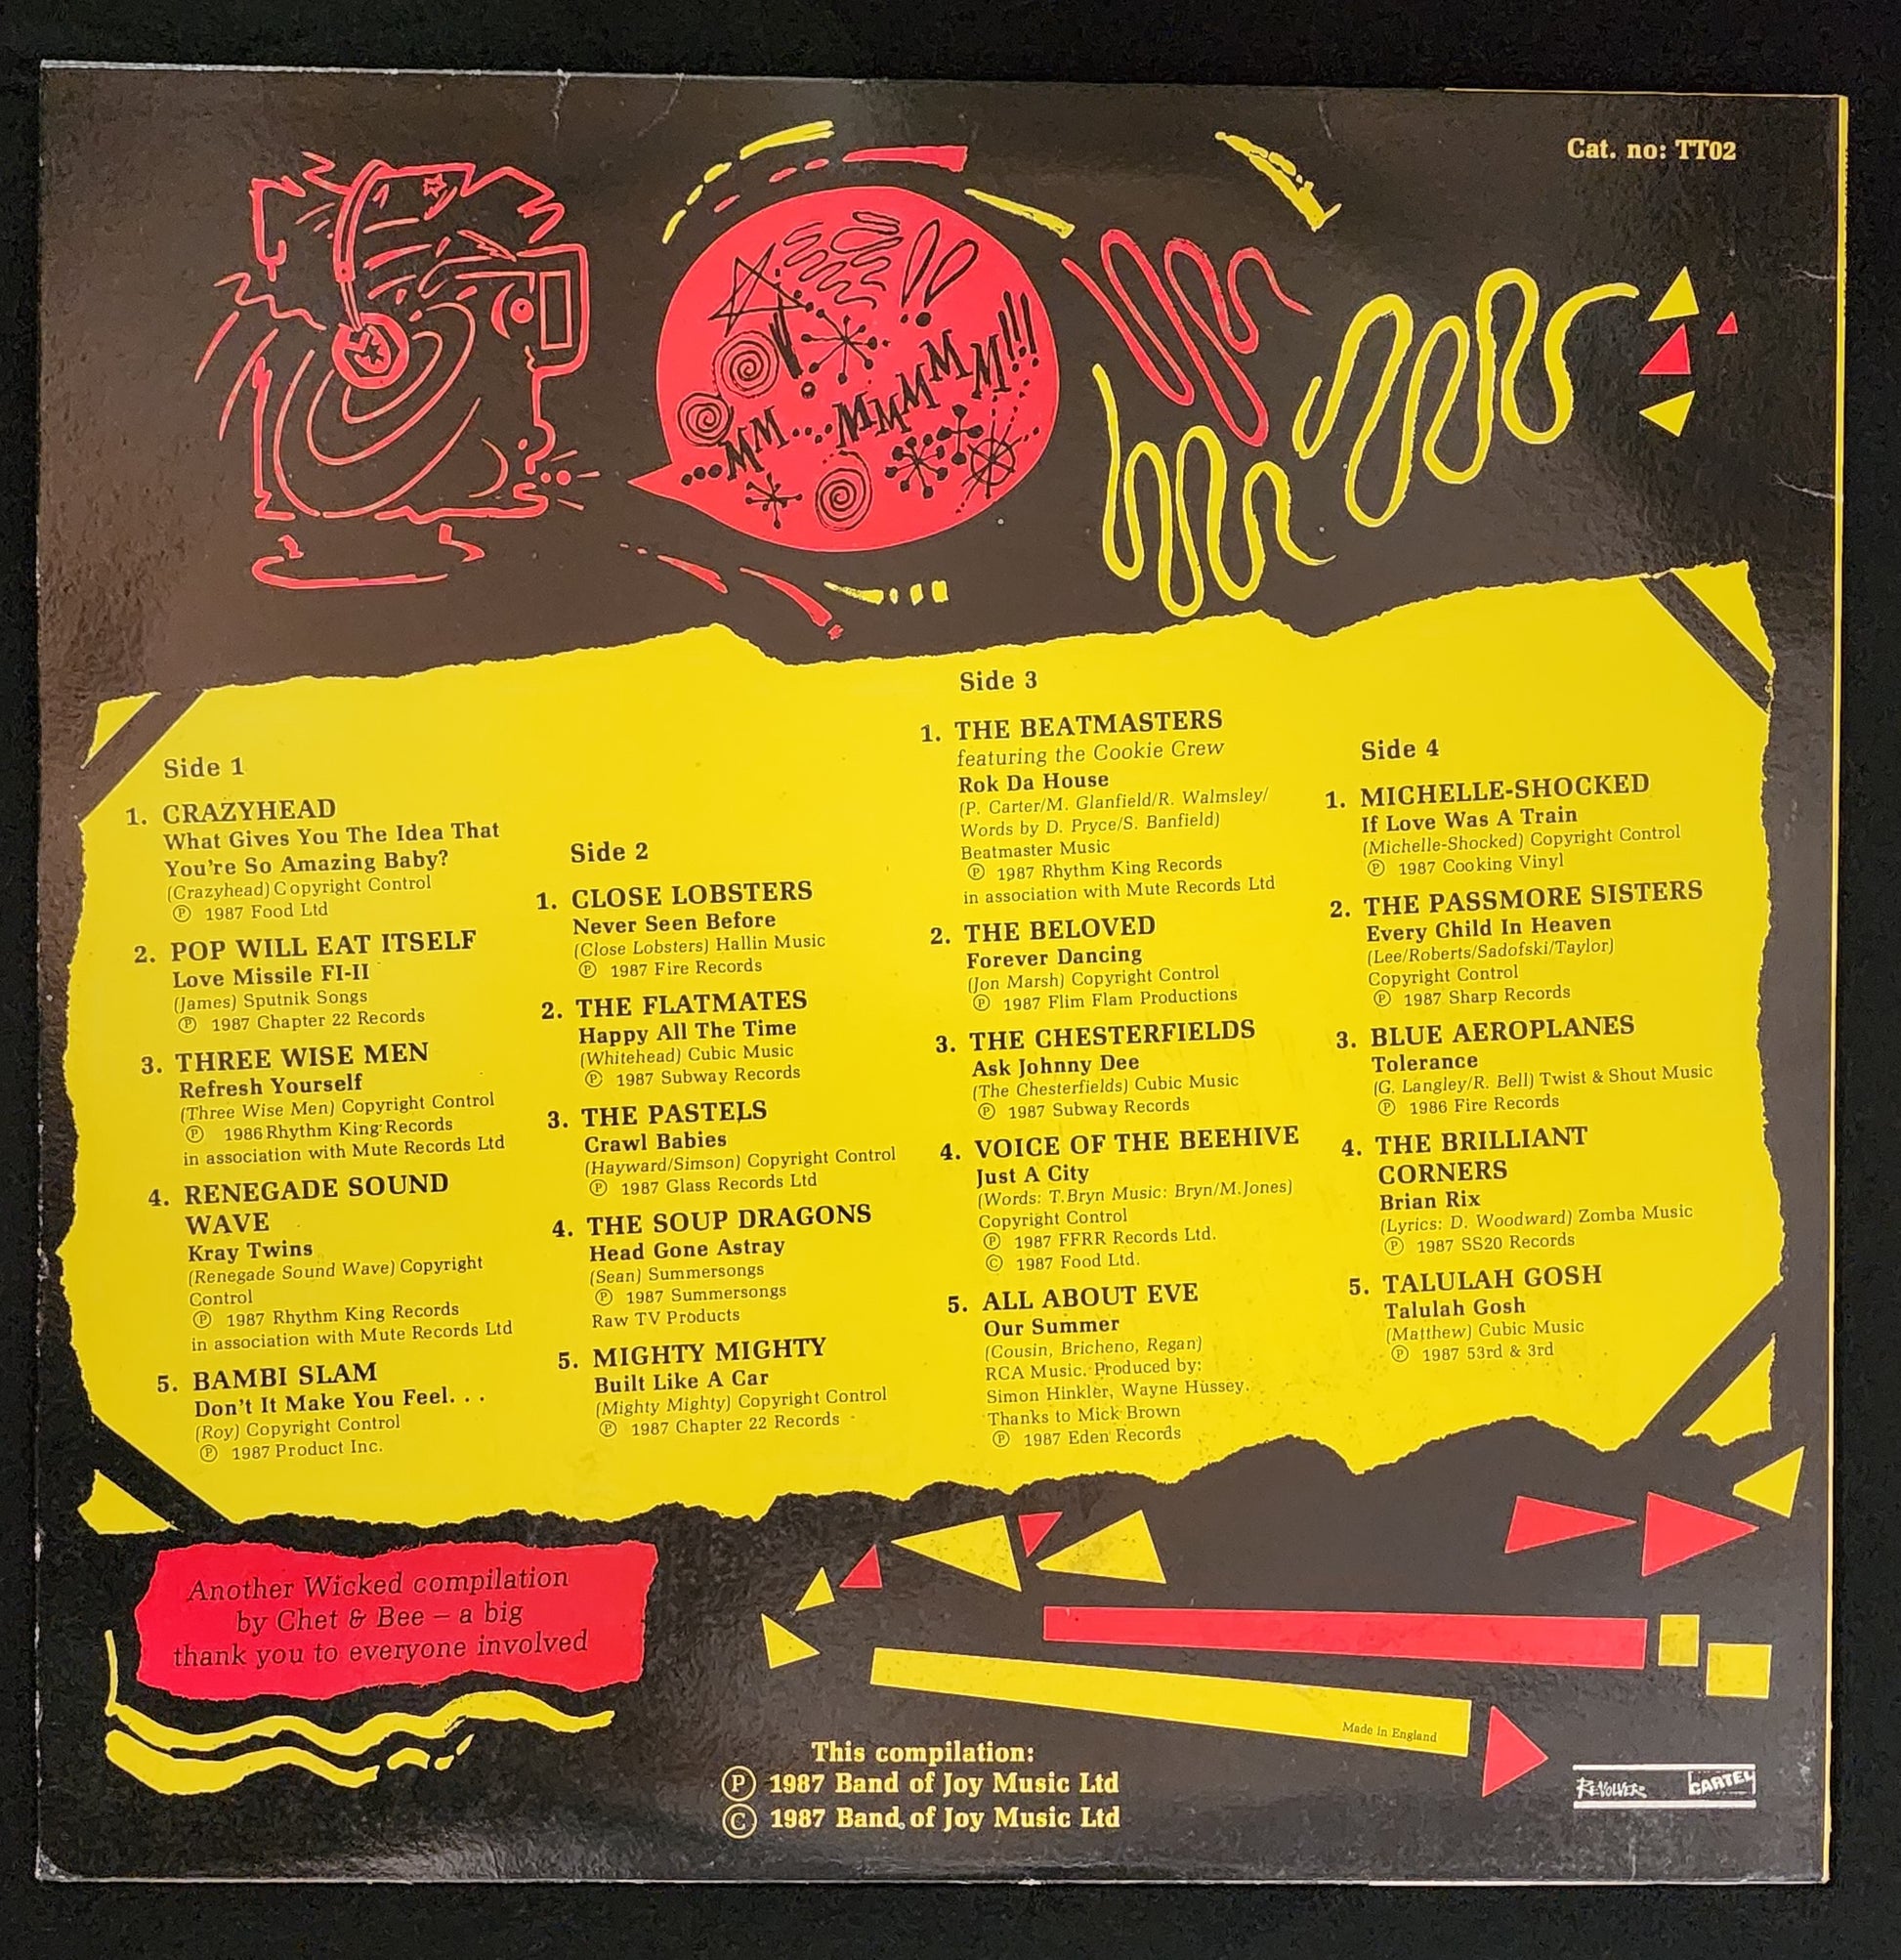 Cat. no: TT02
...MM...MMMMM!!!
Side 1
1. CRAZYHEAD
What Gives You The Idea That
You're So Amazing Baby?
(Crazyhead) Copyright Control
Ⓟ 1987 Food Ltd
2. POP WILL EAT ITSELF
Love Missile FI-II
(James) Sputnik Songs
Ⓟ 1987 Chapter 22 Records
3. THREE WISE MEN
Refresh Yourself
(Three Wise Men) Copyright Control
Ⓟ 1986 Rhythm King Records
in association with Mute Records Ltd
4. RENEGADE SOUND
WAVE
Kray Twins
(Renegade Sound Wave) Copyright
Control
Ⓟ 1987 Rhythm King Records
in association with Mute Records Ltd
5. BAMBI SLAM
Don't It Make You Feel. . .
(Roy) Copyright Control
Ⓟ 1987 Product Inc.
Side 2
1. CLOSE LOBSTERS
Never Seen Before
(Close Lobsters) Hallin Music
Ⓟ 1987 Fire Records
2. THE FLATMATES
Happy All The Time
(Whitehead) Cubic Music
Ⓟ 1987 Subway Records
3. THE PASTELS
Crawl Babies
(Hayward/Simson) Copyright Control
Ⓟ 1987 Glass Records Ltd
4. THE SOUP DRAGONS
Head Gone Astray
(Sean) Summersongs
Ⓟ 1987 Summersongs
Raw TV Products
5. MIGHTY MIGHTY
Built Like A Car
(Mighty Mighty) Copyright Control
Ⓟ 1987 Chapter 22 Records
Side 3
1. THE BEATMASTERS
featuring the Cookie Crew
Rok Da House
(P. Carter/M. Glanfield/R. Walmsley/
Words by D. Pryce/S. Banfield)
Beatmaster Music
Ⓟ 1987 Rhythm King Records
in association with Mute Records Ltd
2. THE BELOVED
Forever Dancing
(Jon Marsh) Copyright Control
Ⓟ 1987 Flim Flam Productions
3. THE CHESTERFIELDS
Ask Johnny Dee
(The Chesterfields) Cubic Music
Ⓟ 1987 Subway Records
4. VOICE OF THE BEEHIVE
Just A City
(Words: T.Bryn Music: Bryn/M.Jones)
Copyright Control
Ⓟ 1987 FFRR Records Ltd.
© 1987 Food Ltd.
5. ALL ABOUT EVE
Our Summer
(Cousin, Bricheno, Regan)
RCA Music. Produced by:
Simon Hinkler, Wayne Hussey.
Thanks to Mick Brown
Ⓟ 1987 Eden Records
Side 4
1. MICHELLE-SHOCKED
If Love Was A Train
(Michelle-Shocked) Copyright Control
Ⓟ 1987 Cooking Vinyl
2. THE PASSMORE SISTERS
Every Child In Heaven
(Lee/Roberts/Sadofski/Taylor)
Copyright Control
Ⓟ 1987 Sharp Records
3. BLUE AEROPLANES
Tolerance
(G. Langley/R. Bell) Twist & Shout Music
Ⓟ 1986 Fire Records
4. THE BRILLIANT
CORNERS
Brian Rix
(Lyrics: D. Woodward) Zomba Music
Ⓟ 1987 SS20 Records
5. TALULAH GOSH
Talulah Gosh
(Matthew) Cubic Music
Ⓟ 1987 53rd & 3rd
Another Wicked compilation
by Chet & Bee – a big
thank you to everyone involved
Made in England
This compilation:
Ⓟ 1987 Band of Joy Music Ltd
© 1987 Band of Joy Music Ltd
REVOLVER CARTEL